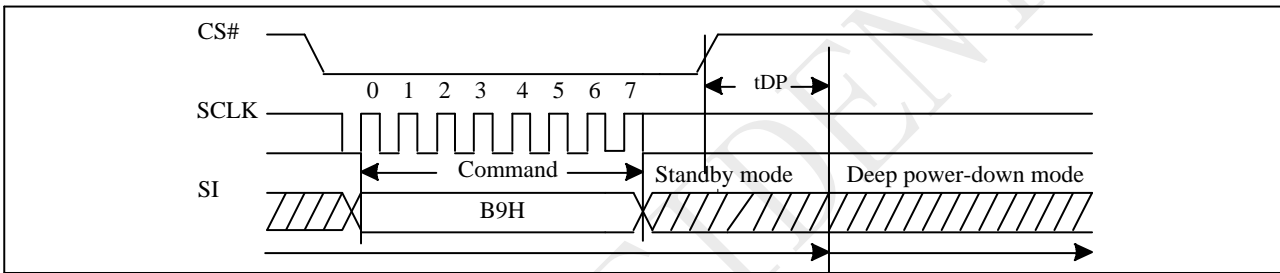 CS#
tDP
0 1 2 3 4 5 6 7
SCLK
Command
Standby mode
Deep power-down mode
SI
B9H